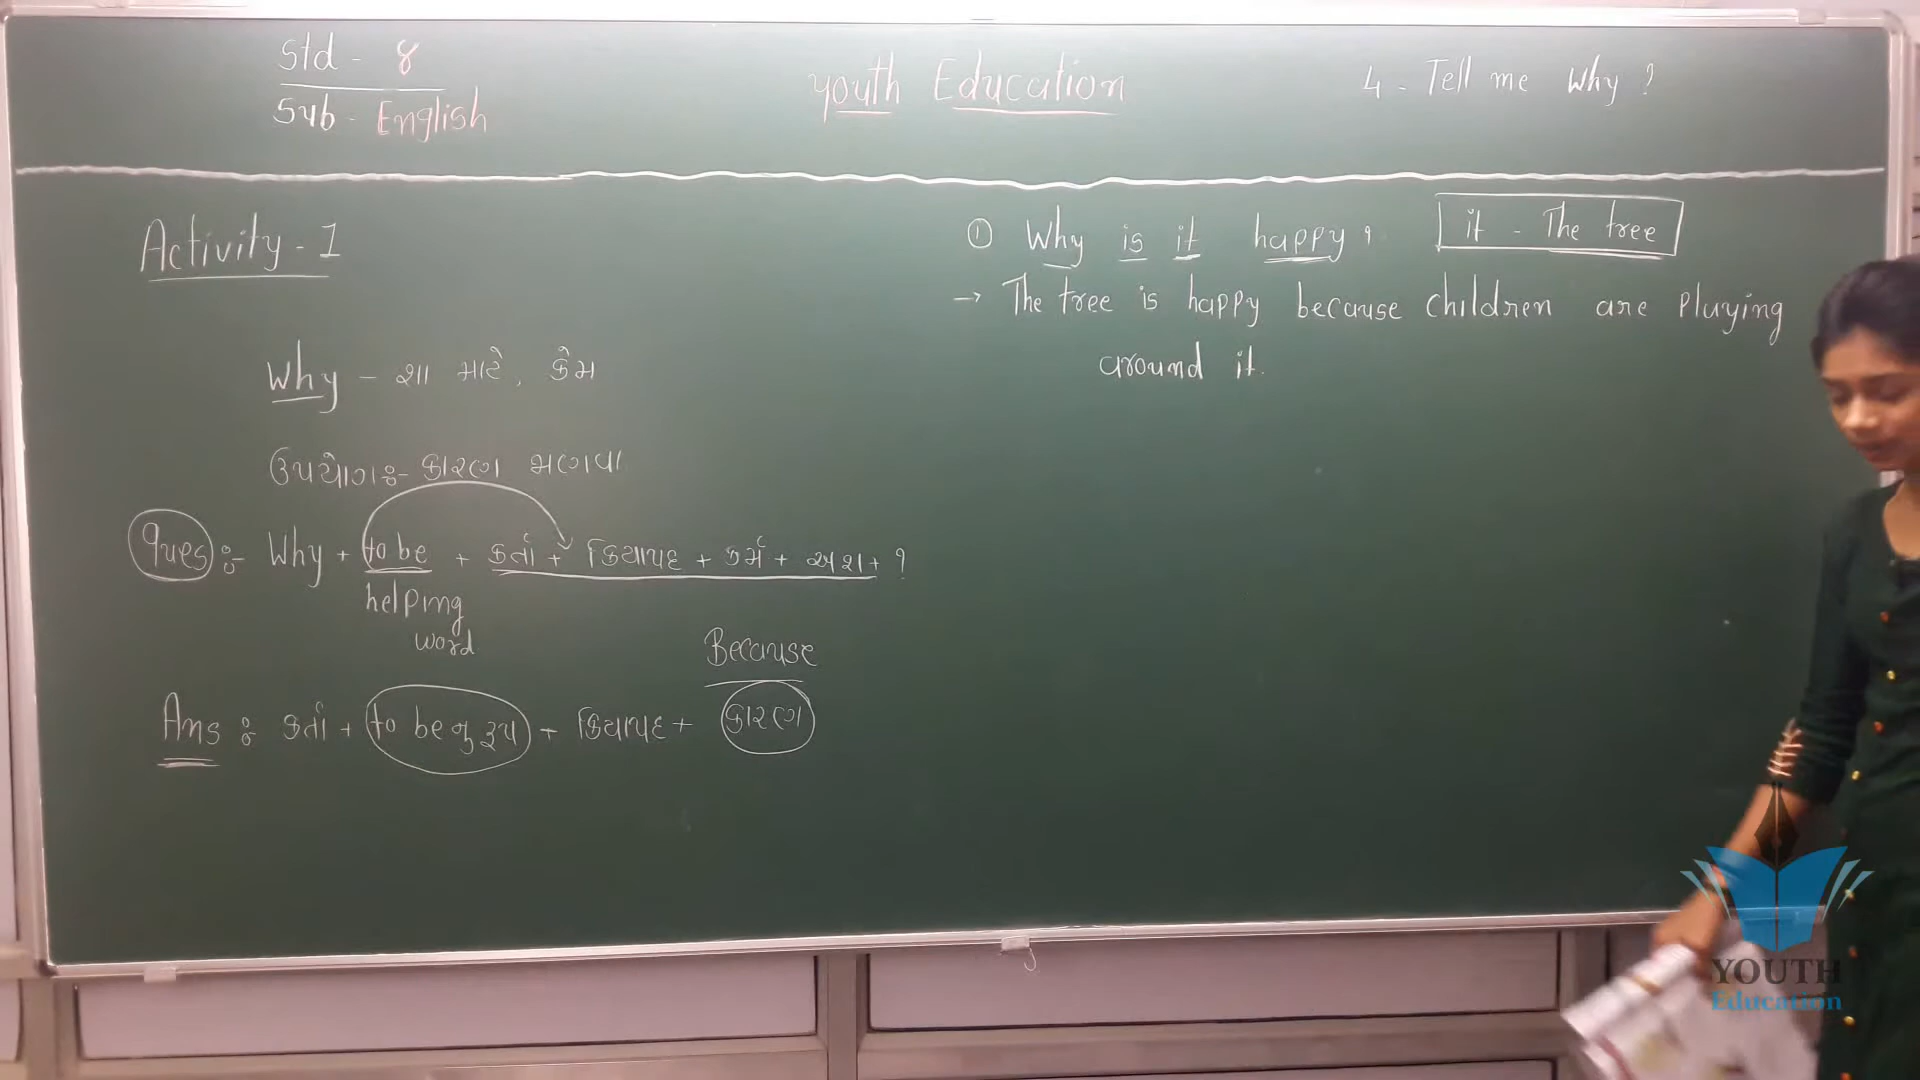 Std - 8
Sub - English
youth Education
4 - Tell me Why ?
Activity - 1
Why - શા માટે, કેમ
ઉપયોગ :- કારણ જાણવા
Ques :- Why + to be + કર્તા + ક્રિયાપદ + કર્મ + અ.શ. + ?
helping
word
Because
Ans : કર્તા + to be નુ રૂપ + ક્રિયાપદ + કારણ
① Why is it happy ?
it - The tree
→ The tree is happy because children are Playing
around it.
YOUTH
Education